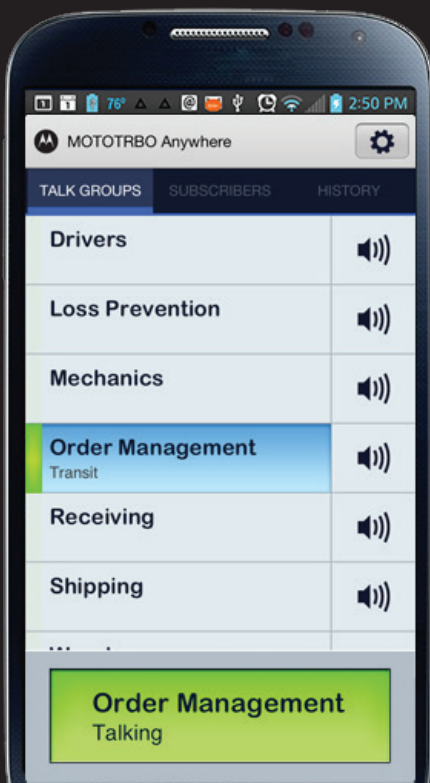 76° @ 2:50 PM
MOTOTRBO Anywhere
TALK GROUPS SUBSCRIBERS HISTORY
Drivers
Loss Prevention
Mechanics
Order Management
Transit
Receiving
Shipping
Order Management
Talking